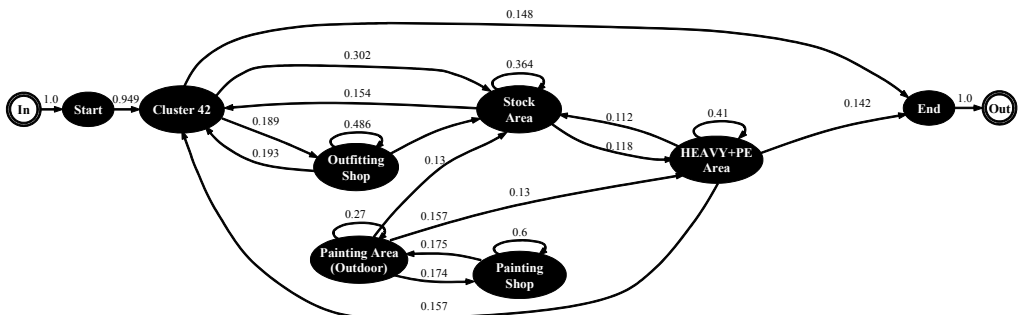 0.148
0.302
0.364
In
1.0
Start
0.949
Cluster 42
0.154
Stock
Area
0.142
End
1.0
Out
0.189
0.486
0.112
0.41
0.193
Outfitting
Shop
0.13
0.118
HEAVY+PE
Area
0.27
0.157
0.13
Painting Area
(Outdoor)
0.175
0.6
0.174
Painting
Shop
0.157